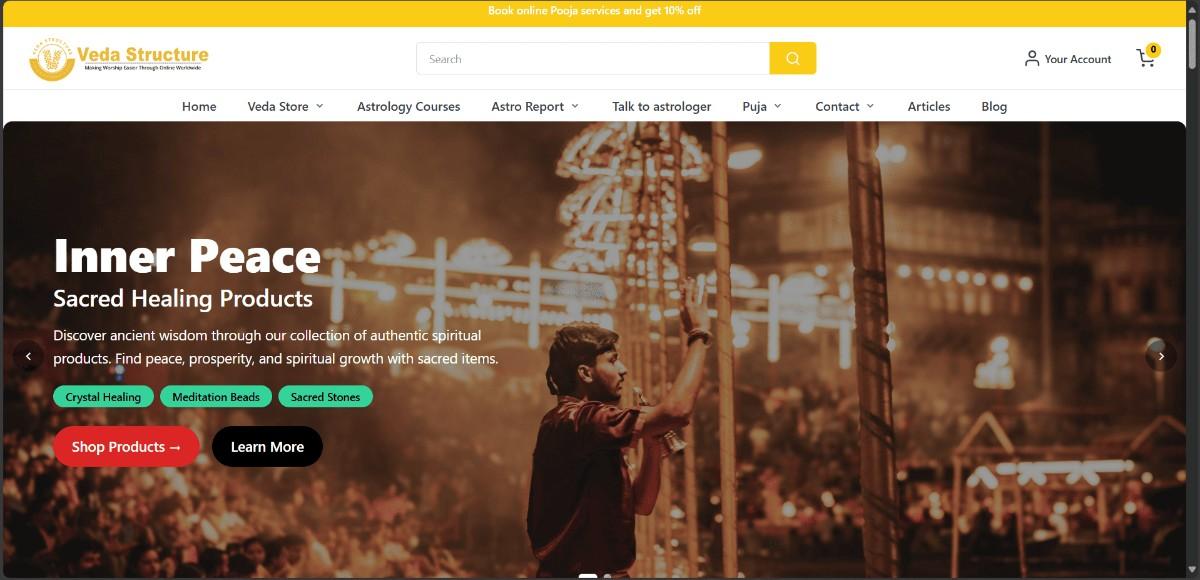 Book online Pooja services and get 10% off
VEDA STRUCTURE
Veda Structure
Making Worship Easier Through Online Worldwide
Search
Your Account
0
Home
Veda Store
Astrology Courses
Astro Report
Talk to astrologer
Puja
Contact
Articles
Blog
Inner Peace
Sacred Healing Products
Discover ancient wisdom through our collection of authentic spiritual
products. Find peace, prosperity, and spiritual growth with sacred items.
Crystal Healing
Meditation Beads
Sacred Stones
Shop Products →
Learn More